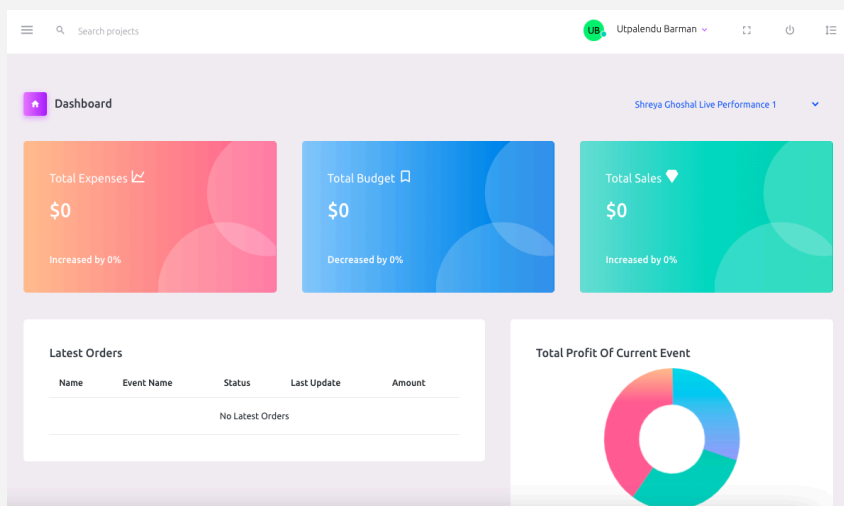 Search projects
UB
Utpalendu Barman
Dashboard
Shreya Ghoshal Live Performance 1
Total Expenses
$0
Increased by 0%
Total Budget
$0
Decreased by 0%
Total Sales
$0
Increased by 0%
Latest Orders
Name Event Name Status Last Update Amount
No Latest Orders
Total Profit Of Current Event